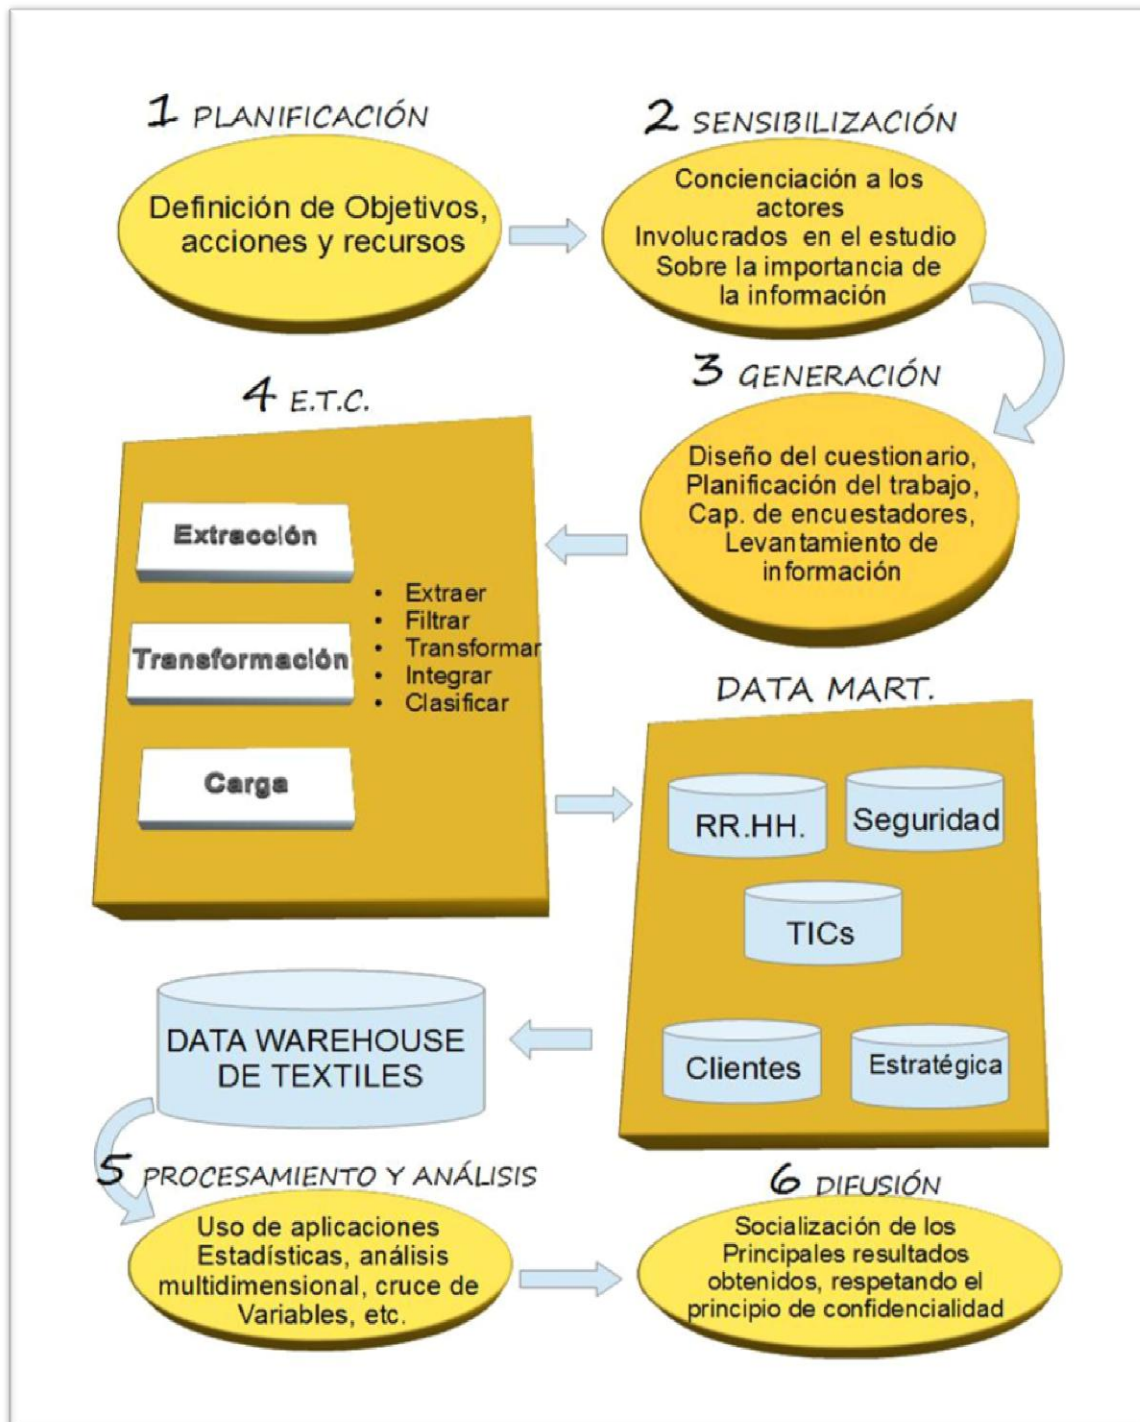 1 PLANIFICACIÓN
Definición de Objetivos,
acciones y recursos
2 SENSIBILIZACIÓN
Concienciación a los
actores
Involucrados en el estudio
Sobre la importancia de
la información
3 GENERACIÓN
Diseño del cuestionario,
Planificación del trabajo,
Cap. de encuestadores,
Levantamiento de
información
4 E.T.C.
Extracción
Transformación
Carga
• Extraer
• Filtrar
• Transformar
• Integrar
• Clasificar
DATA MART.
RR.HH.
Seguridad
TICs
Clientes
Estratégica
DATA WAREHOUSE
DE TEXTILES
5 PROCESAMIENTO Y ANÁLISIS
Uso de aplicaciones
Estadísticas, análisis
multidimensional, cruce de
Variables, etc.
6 DIFUSIÓN
Socialización de los
Principales resultados
obtenidos, respetando el
principio de confidencialidad